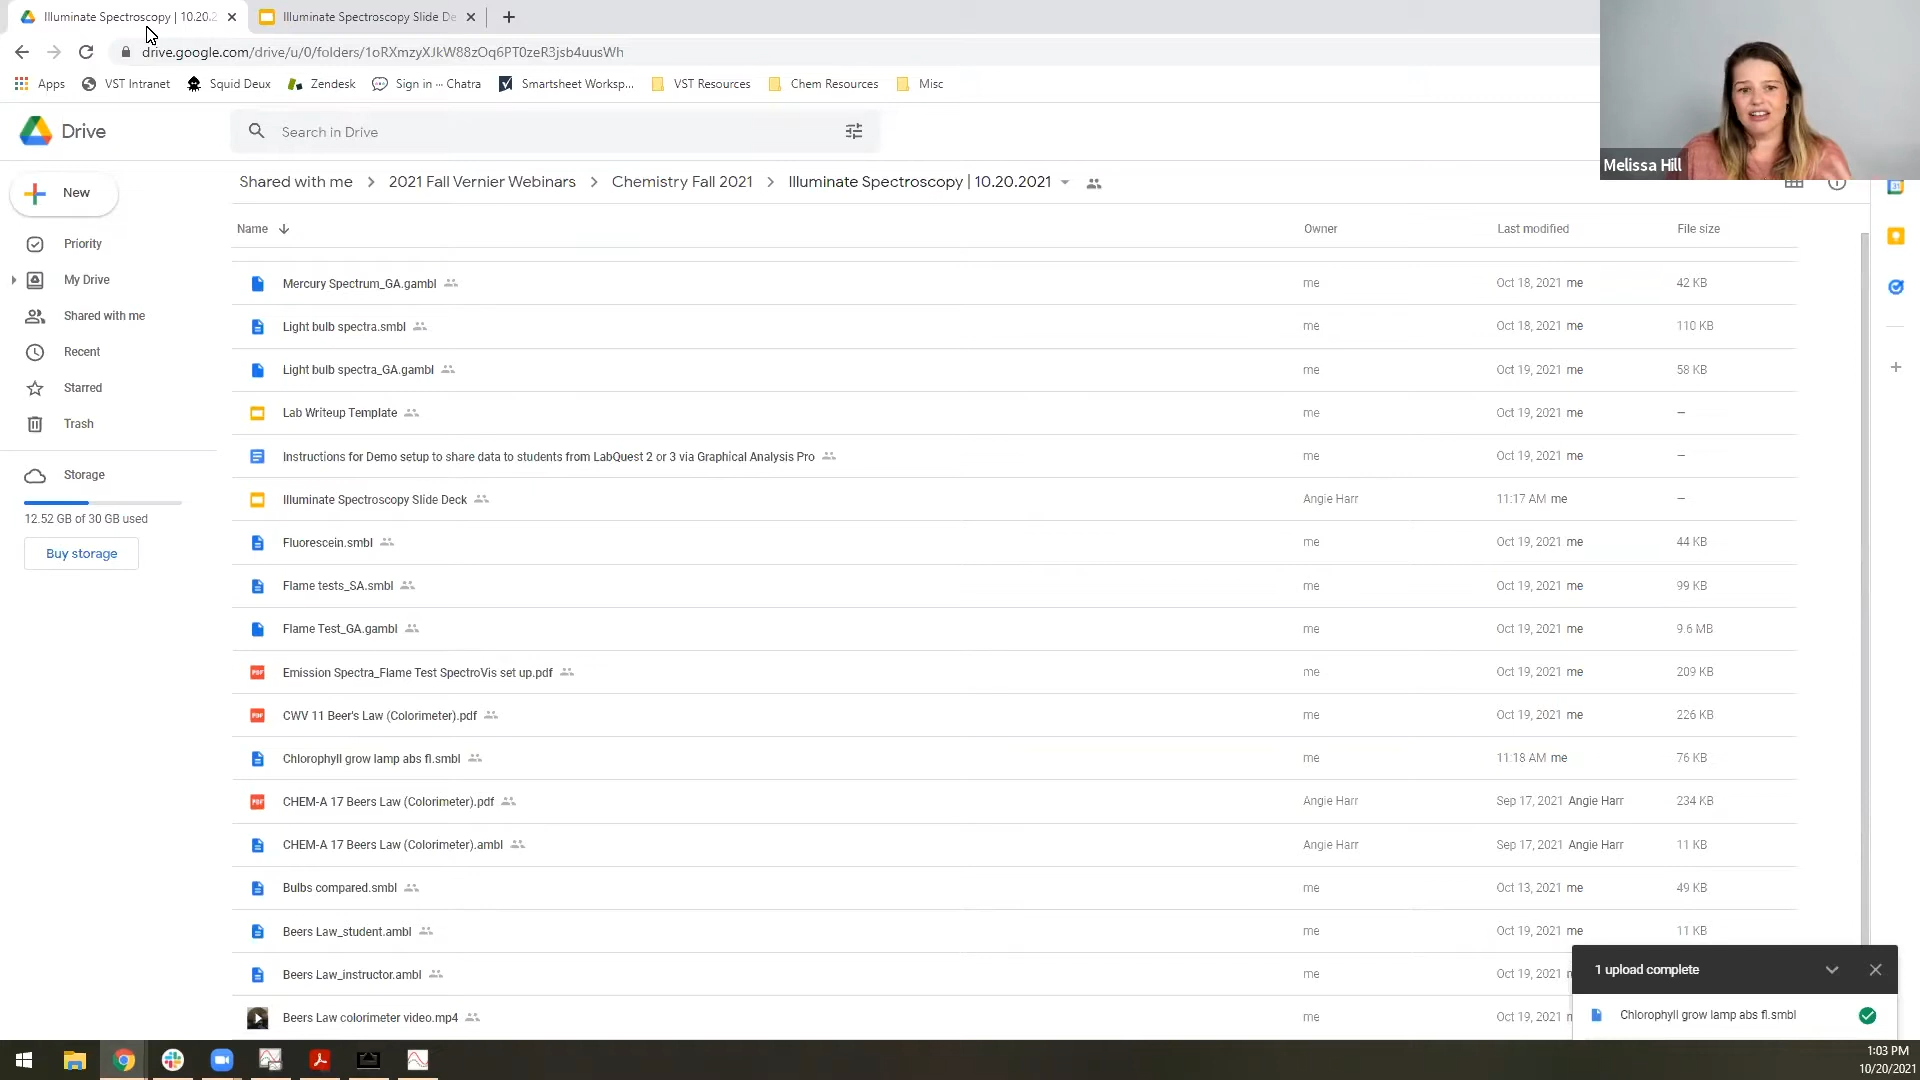 Illuminate Spectroscopy | 10.20.2
Illuminate Spectroscopy Slide De
drive.google.com/drive/u/0/folders/1oRXmzyXJkW88zOq6PT0zeR3jsb4uusWh
Apps
VST Intranet
Squid Deux
Zendesk
Sign in ··· Chatra
Smartsheet Worksp...
VST Resources
Chem Resources
Misc
Melissa Hill
Drive
Search in Drive
New
Priority
My Drive
Shared with me
Recent
Starred
Trash
Storage
12.52 GB of 30 GB used
Buy storage
Shared with me > 2021 Fall Vernier Webinars > Chemistry Fall 2021 > Illuminate Spectroscopy | 10.20.2021
Name Owner Last modified File size
Mercury Spectrum_GA.gambl me Oct 18, 2021 me 42 KB
Light bulb spectra.smbl me Oct 18, 2021 me 110 KB
Light bulb spectra_GA.gambl me Oct 19, 2021 me 58 KB
Lab Writeup Template me Oct 19, 2021 me –
Instructions for Demo setup to share data to students from LabQuest 2 or 3 via Graphical Analysis Pro me Oct 19, 2021 me –
Illuminate Spectroscopy Slide Deck Angie Harr 11:17 AM me –
Fluorescein.smbl me Oct 19, 2021 me 44 KB
Flame tests_SA.smbl me Oct 19, 2021 me 99 KB
Flame Test_GA.gambl me Oct 19, 2021 me 9.6 MB
Emission Spectra_Flame Test SpectroVis set up.pdf me Oct 19, 2021 me 209 KB
CWV 11 Beer's Law (Colorimeter).pdf me Oct 19, 2021 me 226 KB
Chlorophyll grow lamp abs fl.smbl me 11:18 AM me 76 KB
CHEM-A 17 Beers Law (Colorimeter).pdf Angie Harr Sep 17, 2021 Angie Harr 234 KB
CHEM-A 17 Beers Law (Colorimeter).ambl Angie Harr Sep 17, 2021 Angie Harr 11 KB
Bulbs compared.smbl me Oct 13, 2021 me 49 KB
Beers Law_student.ambl me Oct 19, 2021 me 11 KB
Beers Law_instructor.ambl me Oct 19, 2021
Beers Law colorimeter video.mp4 me Oct 19, 2021
1 upload complete
Chlorophyll grow lamp abs fl.smbl
1:03 PM
10/20/2021